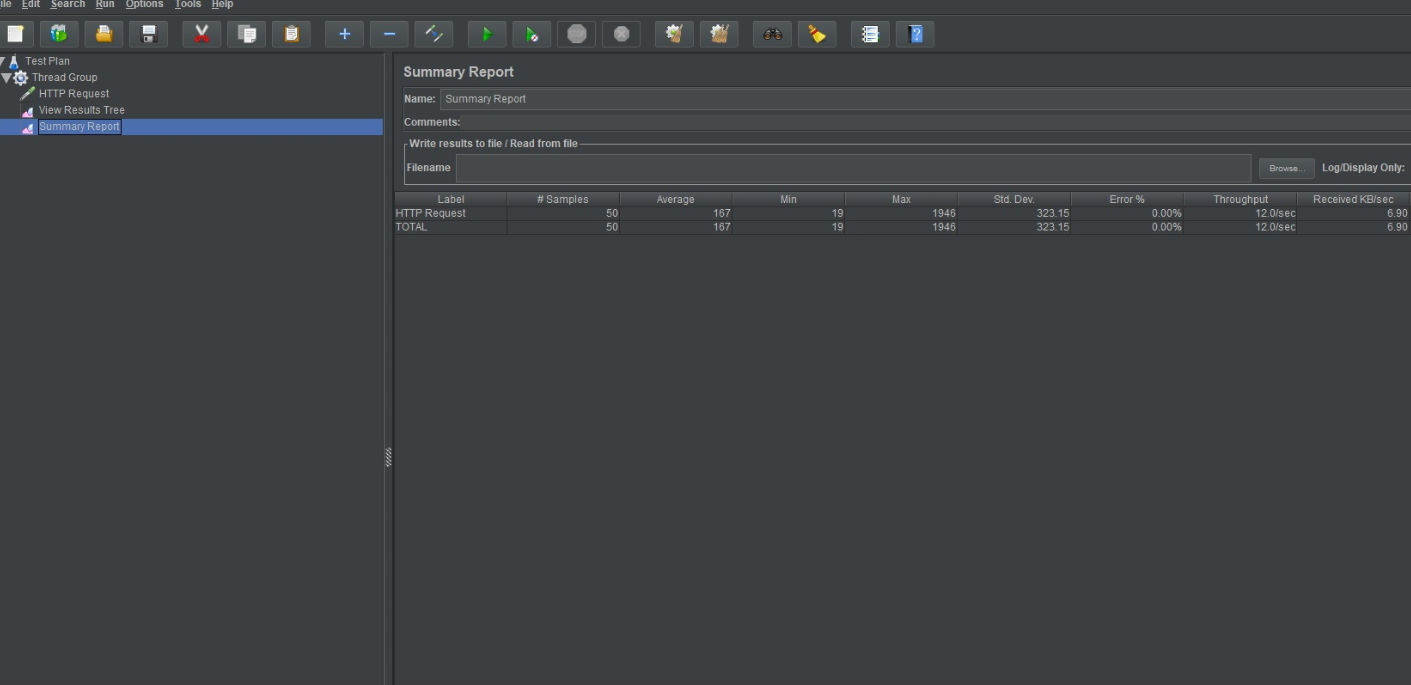 ile Edit Search Run Options Tools Help
Test Plan
Thread Group
HTTP Request
View Results Tree
Summary Report
Summary Report
Name: Summary Report
Comments:
Write results to file / Read from file
Filename Browse... Log/Display Only:
Label # Samples Average Min Max Std. Dev. Error % Throughput Received KB/sec
HTTP Request 50 167 19 1946 323.15 0.00% 12.0/sec 6.90
TOTAL 50 167 19 1946 323.15 0.00% 12.0/sec 6.90